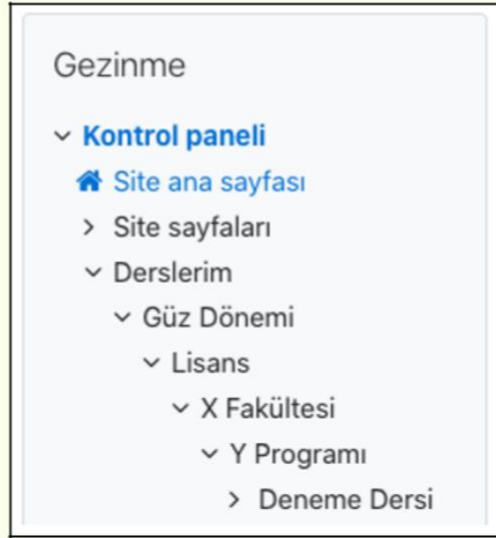 Gezinme
Kontrol paneli
Site ana sayfası
Site sayfaları
Derslerim
Güz Dönemi
Lisans
X Fakültesi
Y Programı
Deneme Dersi